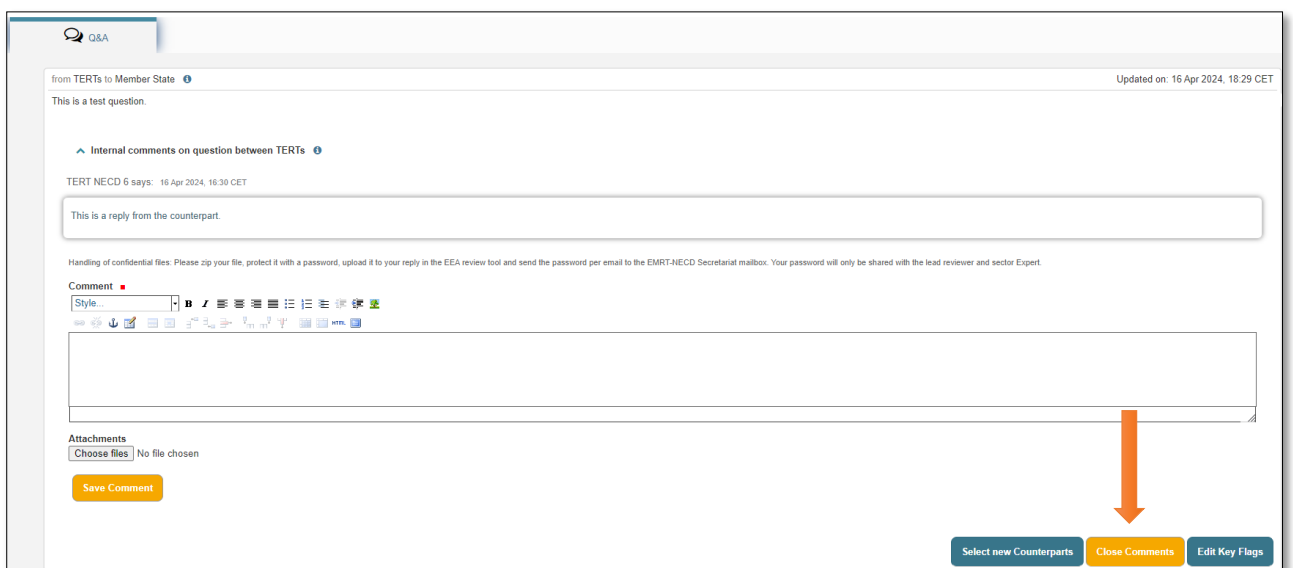 Q&A
from TERTs to Member State
Updated on: 16 Apr 2024, 18:29 CET
This is a test question.
Internal comments on question between TERTs
TERT NECD 6 says: 16 Apr 2024, 16:30 CET
This is a reply from the counterpart.
Handling of confidential files: Please zip your file, protect it with a password, upload it to your reply in the EEA review tool and send the password per email to the EMRT-NECD Secretariat mailbox. Your password will only be shared with the lead reviewer and sector Expert.
Comment
Style...
B I
HTML
Attachments
Choose files No file chosen
Save Comment
Select new Counterparts Close Comments Edit Key Flags